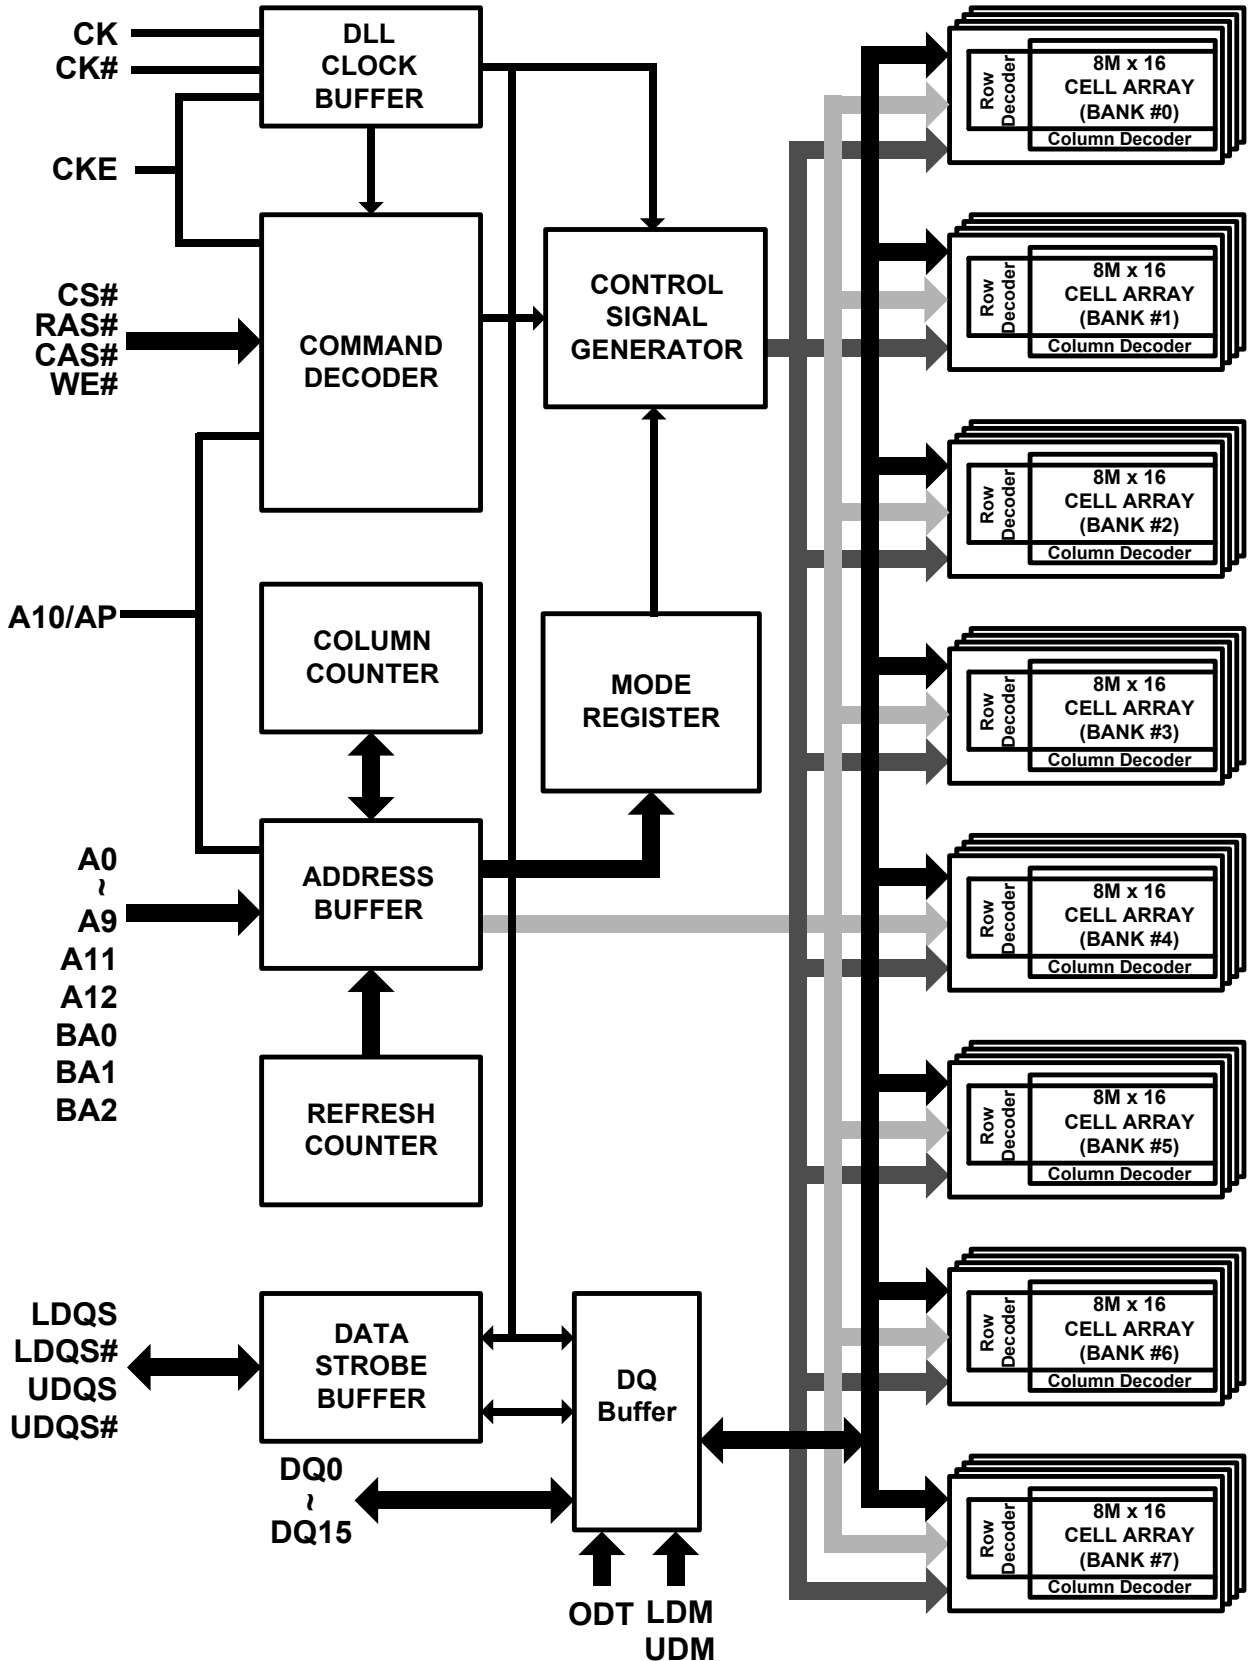 CK
CK#
CKE
CS#
RAS#
CAS#
WE#
A10/AP
A0
~
A9
A11
A12
BA0
BA1
BA2
LDQS
LDQS#
UDQS
UDQS#
DQ0
~
DQ15
DLL
CLOCK
BUFFER
COMMAND
DECODER
COLUMN
COUNTER
ADDRESS
BUFFER
REFRESH
COUNTER
DATA
STROBE
BUFFER
CONTROL
SIGNAL
GENERATOR
MODE
REGISTER
DQ
Buffer
ODT
LDM
UDM
Row
Decoder
8M x 16
CELL ARRAY
(BANK #0)
Column Decoder
Row
Decoder
8M x 16
CELL ARRAY
(BANK #1)
Column Decoder
Row
Decoder
8M x 16
CELL ARRAY
(BANK #2)
Column Decoder
Row
Decoder
8M x 16
CELL ARRAY
(BANK #3)
Column Decoder
Row
Decoder
8M x 16
CELL ARRAY
(BANK #4)
Column Decoder
Row
Decoder
8M x 16
CELL ARRAY
(BANK #5)
Column Decoder
Row
Decoder
8M x 16
CELL ARRAY
(BANK #6)
Column Decoder
Row
Decoder
8M x 16
CELL ARRAY
(BANK #7)
Column Decoder